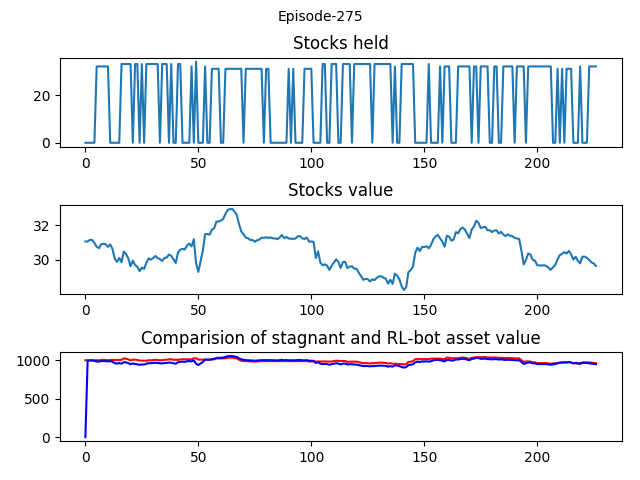 Episode-275
Stocks held
20
0
0 50 100 150 200
Stocks value
32
30
0 50 100 150 200
Comparision of stagnant and RL-bot asset value
1000
500
0
0 50 100 150 200